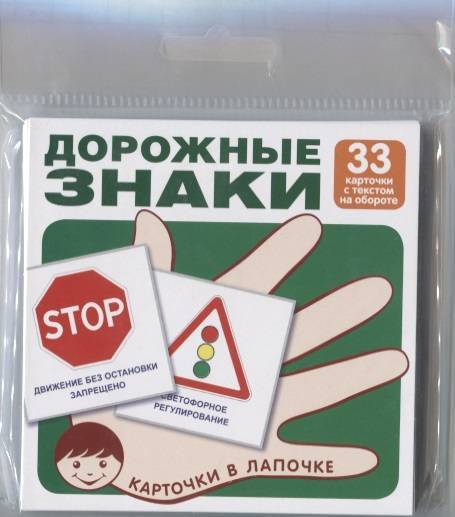 ДОРОЖНЫЕ
ЗНАКИ
33
карточки
с текстом
на обороте
STOP
ДВИЖЕНИЕ БЕЗ ОСТАНОВКИ
ЗАПРЕЩЕНО
СВЕТОФОРНОЕ
РЕГУЛИРОВАНИЕ
КАРТОЧКИ В ЛАПОЧКЕ